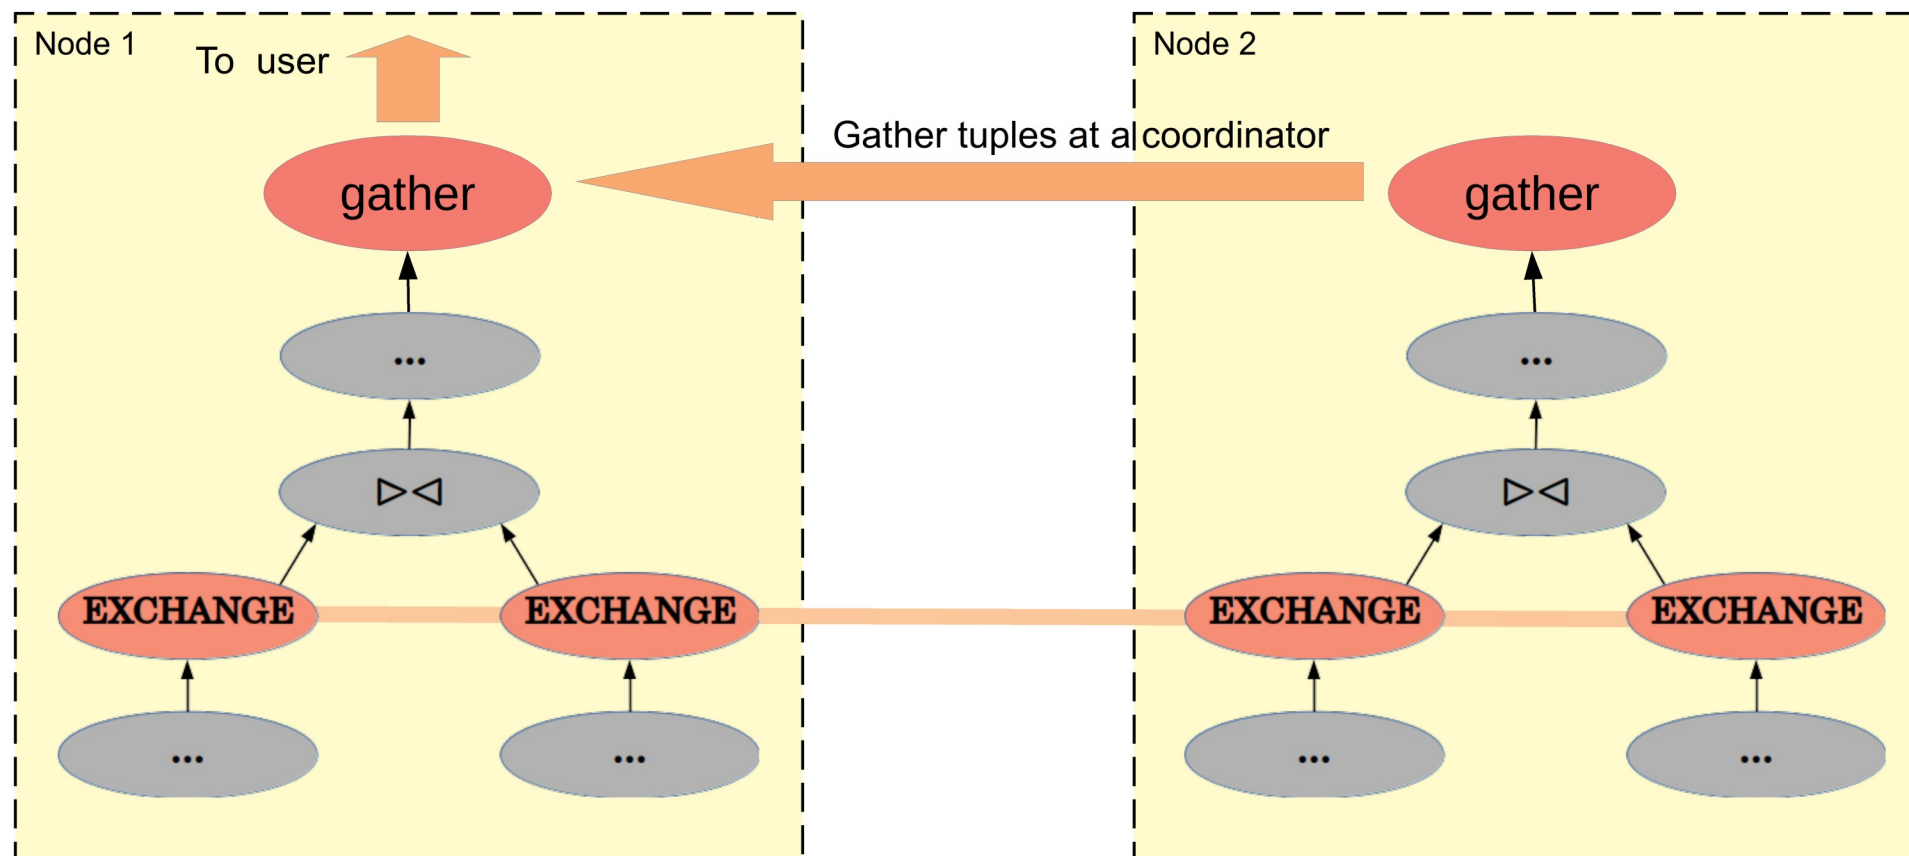 Node 1
To user
Node 2
Gather tuples at a coordinator
gather
gather
...
...
▷◁
▷◁
EXCHANGE
EXCHANGE
EXCHANGE
EXCHANGE
...
...
...
...